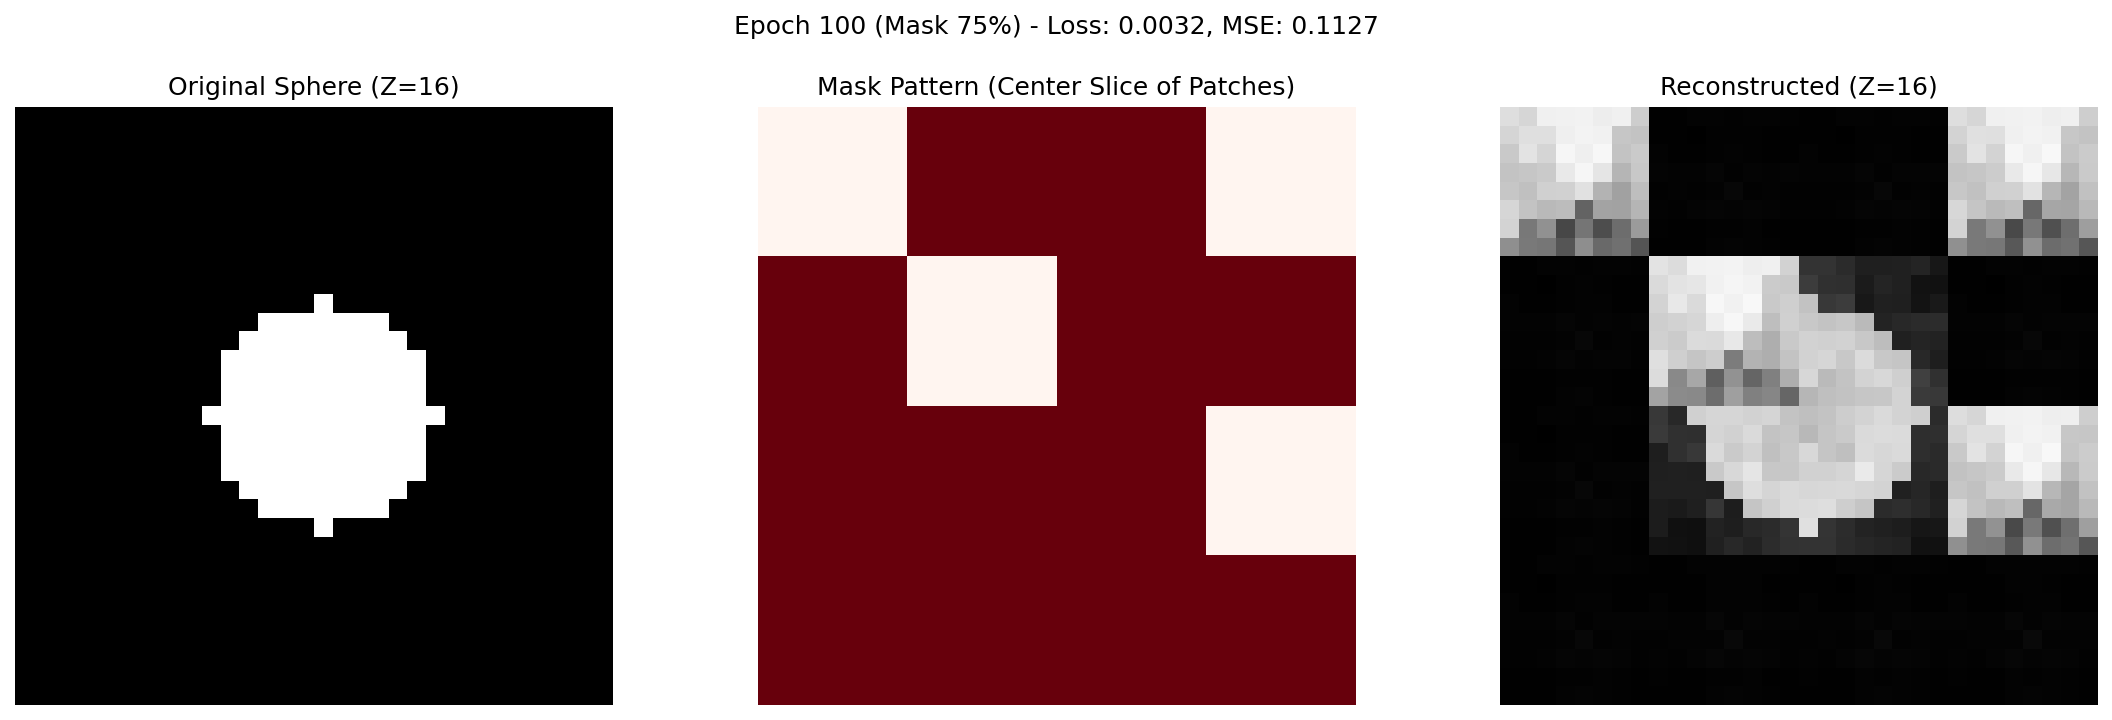 Epoch 100 (Mask 75%) - Loss: 0.0032, MSE: 0.1127
Original Sphere (Z=16)
Mask Pattern (Center Slice of Patches)
Reconstructed (Z=16)